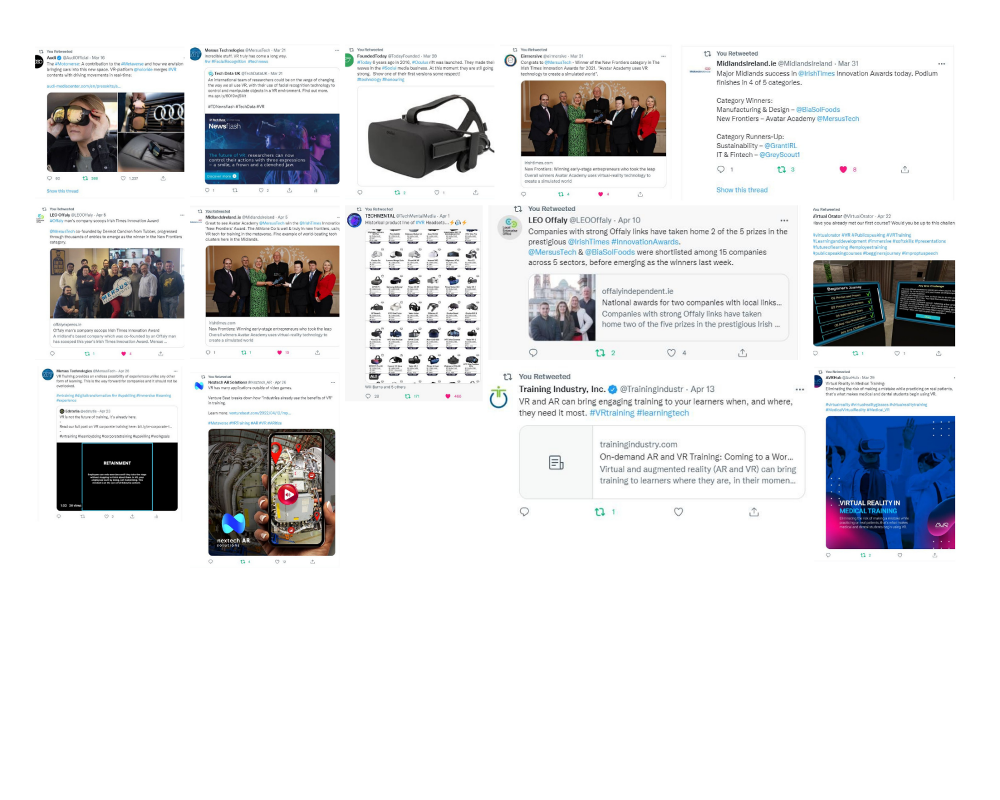 You Retweeted
Audi @AudiOfficial · Mar 16
The #Motorverse: A contribution to the #Metaverse and how we envision
bringing cars into this new space. VR-platform @holoride merges #VR
contents with driving movements in real-time:
audi-mediacenter.com/en/presskits/a...
60 398 1,237
Show this thread
Mersus Technologies @MersusTech · Mar 21
Incredible stuff. VR truly has come a long way.
#vr #FacialRecognition #technews
Tech Data UK @TechDataUK · Mar 21
An international team of researchers could be on the verge of changing
the way we all use VR, with their use of facial recognition technology to
control and manipulate objects in a VR environment. Find out more.
ms.spr.ly/6019wjSMt
#TDNewsflash #TechData #VR
TechData
Newsflash
The future of VR: researchers can now
control their actions with three expressions
– a smile, a frown and a clenched jaw.
Discover more
1 2
You Retweeted
FoundedToday @TodayFounded · Mar 28
#Today 6 years ago in 2016, #Oculus rift was launched. They made their
waves in the #Social media business. At this moment they are still going
strong. Show one of their first versions some respect!
#technology #honouring
2 1
You Retweeted
Eirmersive @eirmersive · Mar 31
Congrats to @MersusTech - Winner of the New Frontiers category in The
Irish Times Innovation Awards for 2021. "Avatar Academy uses VR
technology to create a simulated world".
irishtimes.com
New Frontiers: Winning early-stage entrepreneurs who took the leap
Overall winners Avatar Academy uses virtual-reality technology to
create a simulated world
4 4
You Retweeted
MidlandsIreland.ie @MidlandsIreland · Mar 31
Major Midlands success in @IrishTimes Innovation Awards today. Podium
finishes in 4 of 5 categories.
Category Winners:
Manufacturing & Design – @BiaSolFoods
New Frontiers – Avatar Academy @MersusTech
Category Runners-Up:
Sustainability – @GrantIRL
IT & Fintech – @GreyScout1
1 3 8
Show this thread
You Retweeted
LEO Offaly @LEOOffaly · Apr 5
#Offaly man's company scoops Irish Times Innovation Award
@MersusTech co-founded by Dermot Condron from Tubber, progressed
through thousands of entries to emerge as the winner in the New Frontiers
category.
MERSUS
TECHNOLOGIES
offalyexpress.ie
Offaly man's company scoops Irish Times Innovation Award
A midland's based company which was co-founded by an Offaly man
has scooped this year's Irish Times Innovation Award. Mersus ...
1 4
You Retweeted
MidlandsIreland.ie @MidlandsIreland · Apr 5
Great to see Avatar Academy @MersusTech win the @IrishTimes Innovation
'New Frontiers' Award. The Athlone Co is well & truly in new frontiers, using
VR tech for training in the metaverse. Fine example of world-beating tech
clusters here in the Midlands.
irishtimes.com
New Frontiers: Winning early-stage entrepreneurs who took the leap
Overall winners Avatar Academy uses virtual-reality technology to
create a simulated world
1 1 10
You Retweeted
TΞCHMENTAL @TechMentalMedia · Apr 1
Historical product line of #VR Headsets...
ALT
Will Burns and 5 others
26 171 466
You Retweeted
LEO Offaly @LEOOffaly · Apr 10
Companies with strong Offaly links have taken home 2 of the 5 prizes in the
prestigious @IrishTimes #InnovationAwards.
@MersusTech & @BiaSolFoods were shortlisted among 15 companies
across 5 sectors, before emerging as the winners last week.
Local
Enterprise
Office
offalyindependent.ie
National awards for two companies with local links...
Companies with strong Offaly links have taken
home two of the five prizes in the prestigious Irish ...
2 4
You Retweeted
Virtual Orator @VirtualOrator · Apr 22
Have you already met our first course? Would you be up to this challen
#virtualorator #VR #Publicspeaking #VRTraining
#Learninganddevelopment #immersive #softskills #presentations
#futureoflearning #employeetraining
#publicspeakingcourses #begginersjourney #improptuspeech
Beginner's Journey
02 Revise and Present
03 Present to Co-workers
04 International Team
05 Ace Your Presentation
Any time Challenge
Any time Challenge
Start
1 1
Mersus Technologies @MersusTech · Apr 26
VR Training provides an endless possibility of experiences unlike any other
form of learning. This is the way forward for companies and it should not be
overlooked.
#vrtraining #digitaltransformation #vr #upskilling #immersive #learning
#experience
Edstutia @edstutia · Apr 23
VR is not the future of training. It's already here.
-
Read our full post on VR corporate training here: bit.ly/vr-corporate-t...
-
#vrtraining #learnbydoing #corporatetraining #upskilling #workgoals
RETAINMENT
Employees can redo exercises until they take the steps
without stopping to think about them. In VR, your
employees learn by doing, not memorizing. This
mindset is at the core of all Edstutia content.
1:03 36 views
2
You Retweeted
Nextech AR Solutions @Nextech_AR · Apr 26
VR has many applications outside of video games.
Venture Beat breaks down how "industries already use the benefits of VR"
in training.
Learn more: venturebeat.com/2022/04/12/imp...
#Metaverse #VRTraining #AR #VR #ARitize
nextech AR
solutions
4 12
You Retweeted
Training Industry, Inc. @TrainingIndustr · Apr 13
VR and AR can bring engaging training to your learners when, and where,
they need it most. #VRtraining #learningtech
trainingindustry.com
On-demand AR and VR Training: Coming to a Wor...
Virtual and augmented reality (AR and VR) can bring
training to learners where they are, in their momen...
1
You Retweeted
AVRHub @AvrHub · Mar 29
Virtual Reality in Medical Training:
Eliminating the risk of making a mistake while practicing on real patients,
that's what makes medical and dental students begin using VR.
#virtualreality #virtualrealityglasses #virtualrealitytraining
#MedicalVirtualReality #Medical_VR
VIRTUAL REALITY IN
MEDICAL TRAINING
Eliminating the risk of making a mistake while
practicing on real patients, that's what makes
medical and dental students begin using VR.
AVR
2